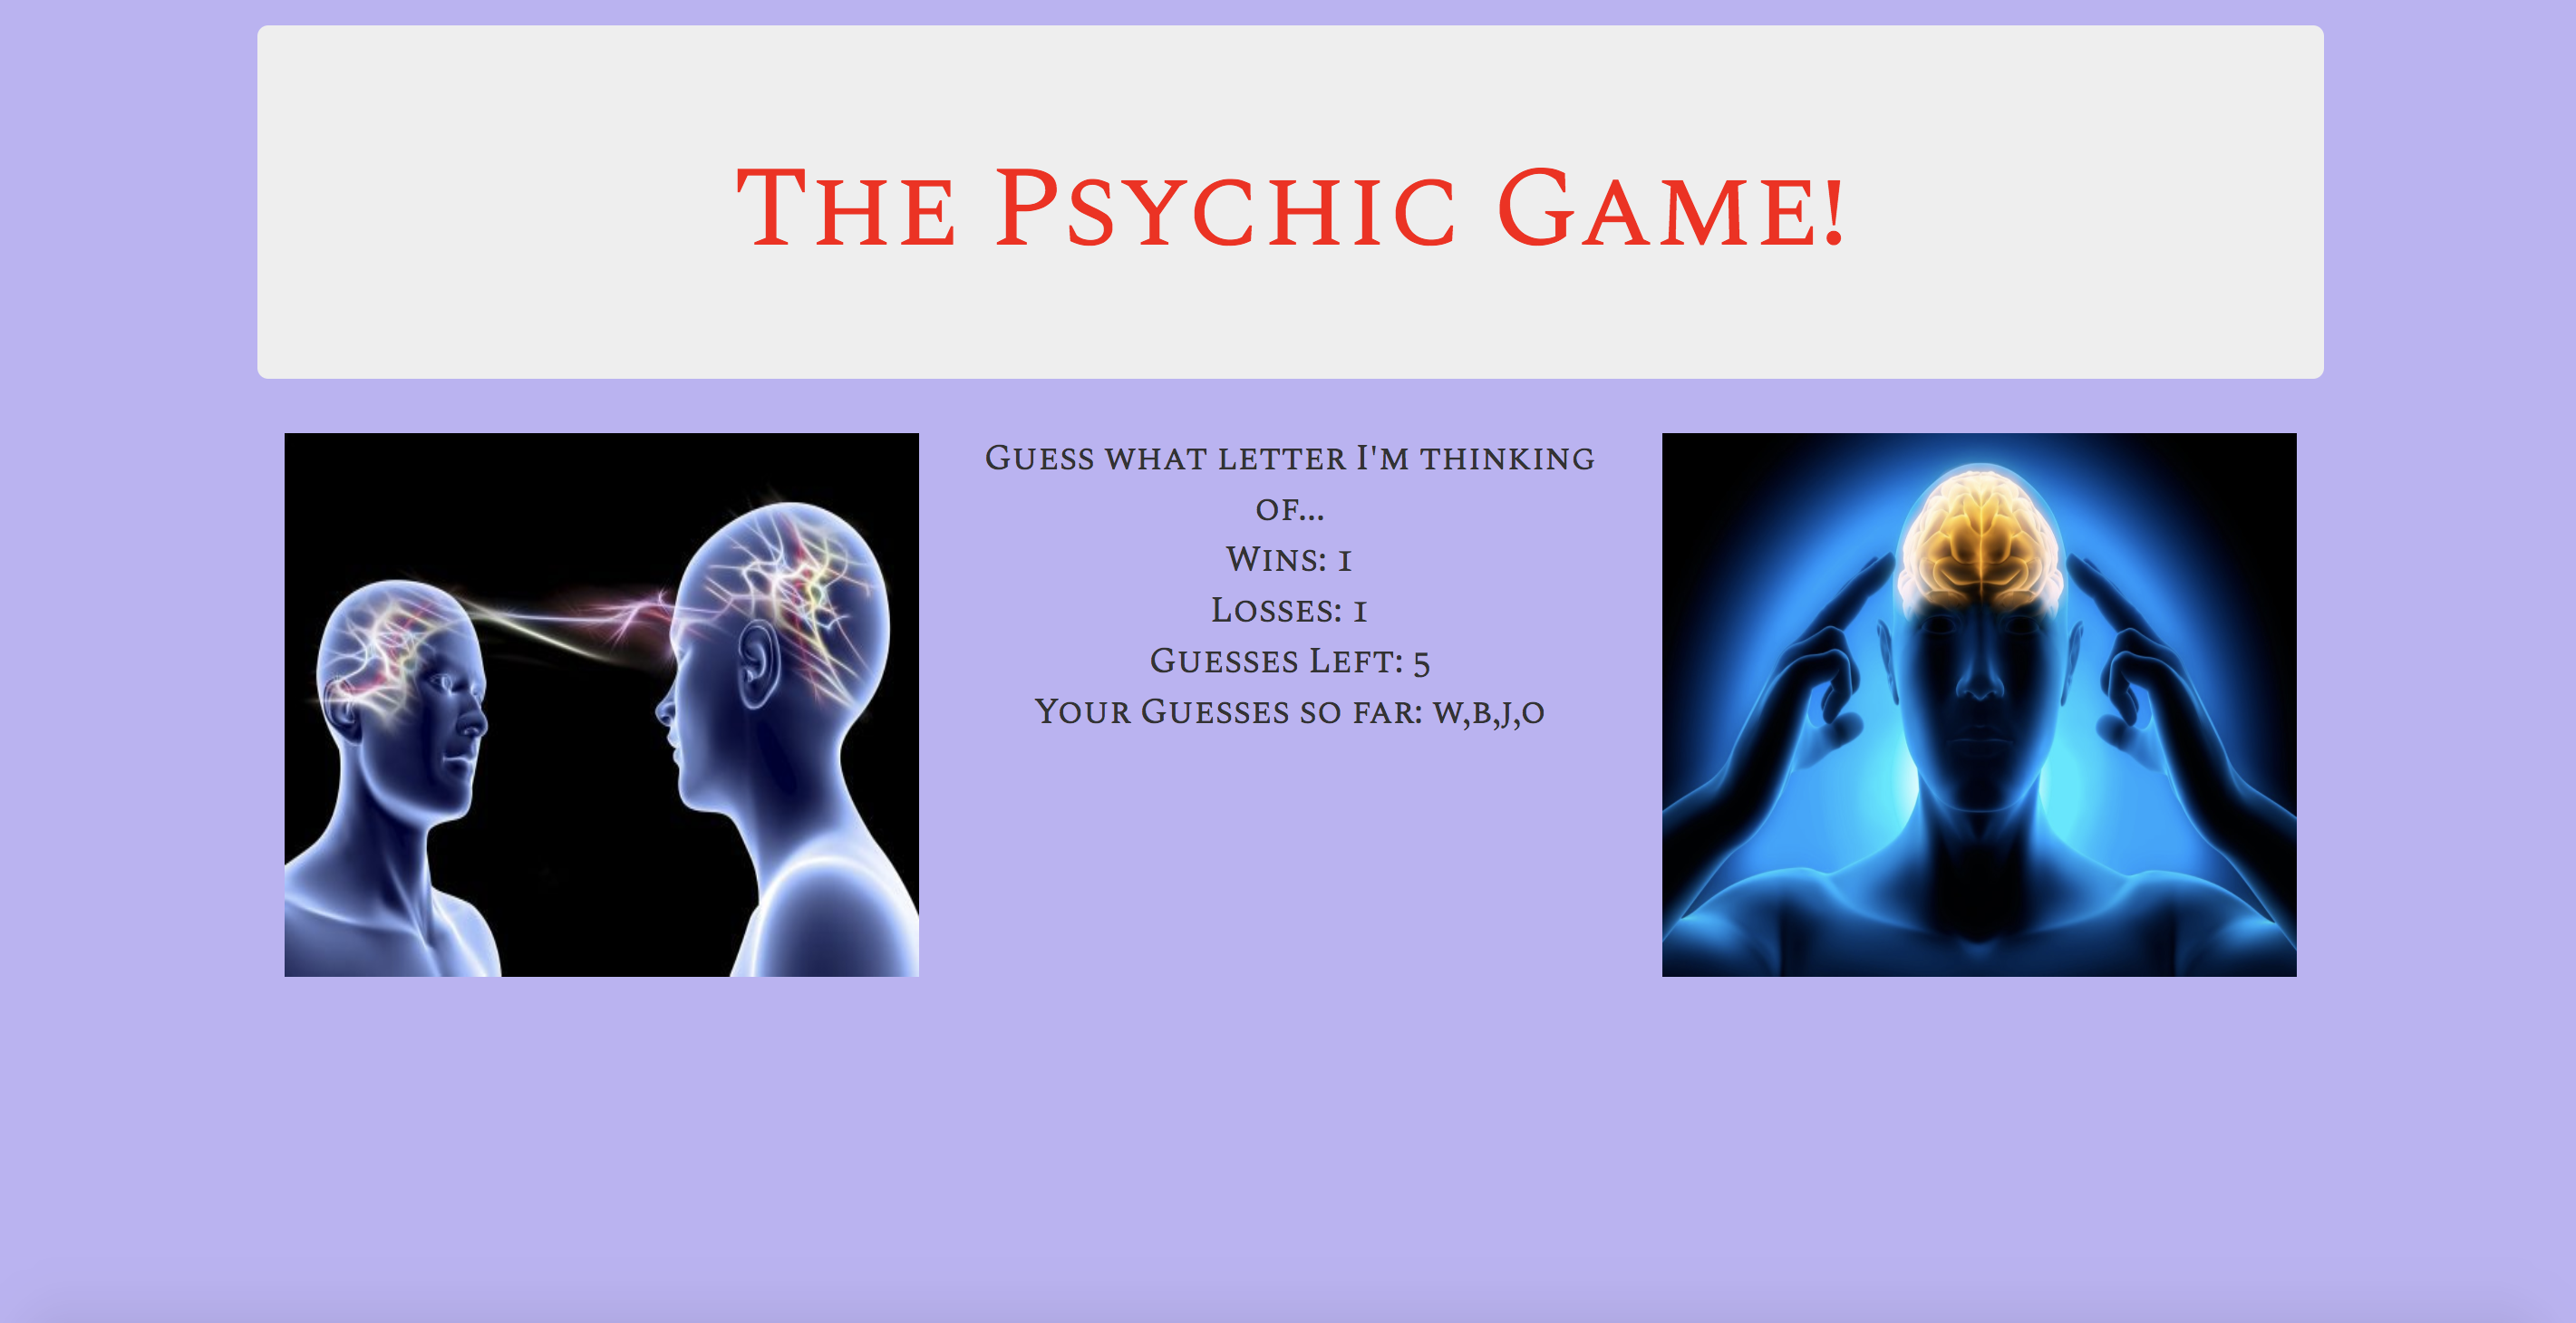 The Psychic Game!
Guess what letter I'm thinking
of...
Wins: 1
Losses: 1
Guesses Left: 5
Your Guesses so far: w,b,j,o